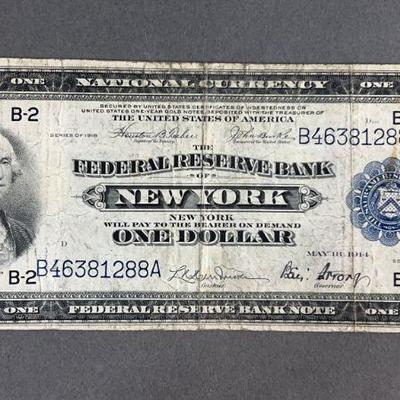 ONE NATIONAL CURRENCY ONE
SECURED BY UNITED STATES CERTIFICATES OF INDEBTEDNESS OR
UNITED STATES ONE-YEAR GOLD NOTES, DEPOSITED WITH THE TREASURER OF
B-2 THE UNITED STATES OF AMERICA B
SERIES OF 1918
B46381288
THE
FEDERAL RESERVE BANK
OF
NEW YORK
NEW YORK
WILL PAY TO THE BEARER ON DEMAND
D ONE DOLLAR MAY 18, 1914
B-2 B46381288A
Cashier
ONE FEDERAL RESERVE BANK NOTE ONE